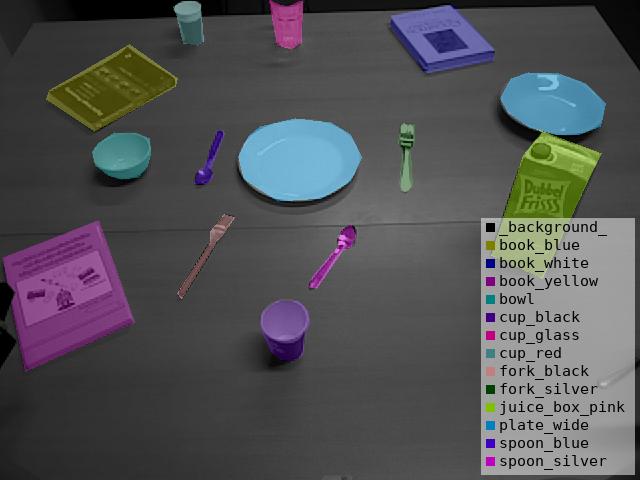 Dubbel
Frisss
_background_
book_blue
book_white
book_yellow
bowl
cup_black
cup_glass
cup_red
fork_black
fork_silver
juice_box_pink
plate_wide
spoon_blue
spoon_silver